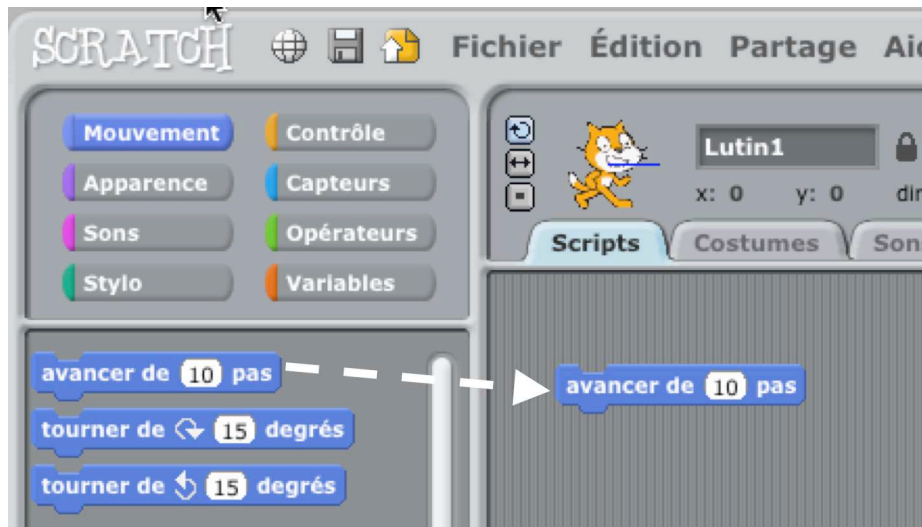 SCRATCH Fichier Édition Partage
Mouvement Contrôle
Apparence Capteurs
Sons Opérateurs
Stylo Variables
Lutin1
x: 0 y: 0
Scripts Costumes
avancer de 10 pas
tourner de 15 degrés
tourner de 15 degrés
avancer de 10 pas